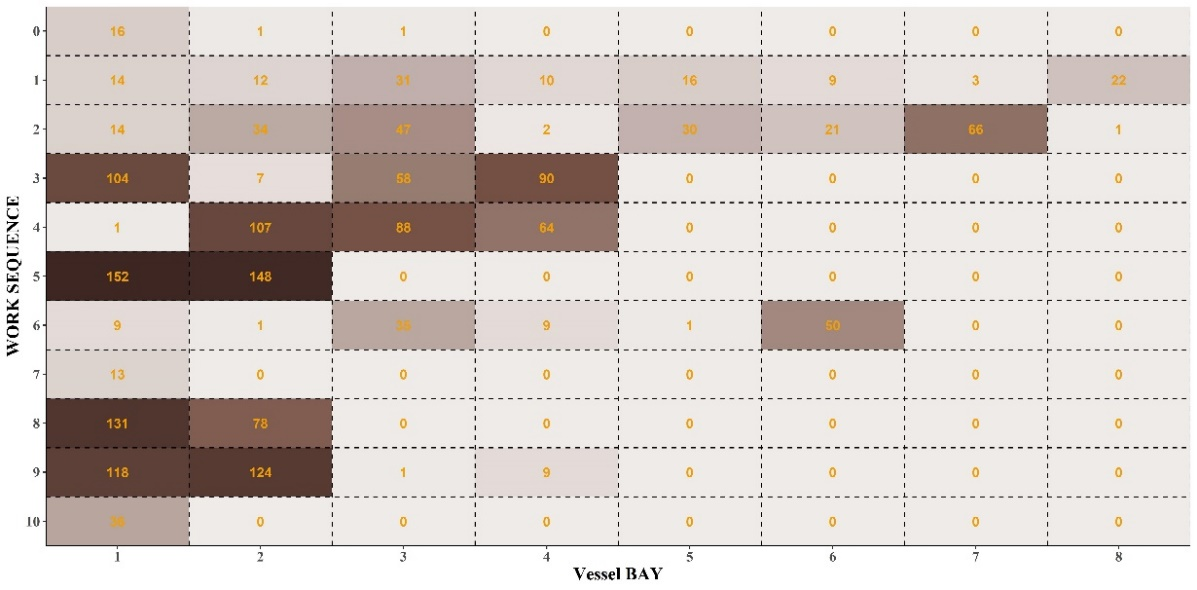 0 16 1 1 0 0 0 0 0
1 14 12 31 10 16 9 3 22
2 14 34 47 2 30 21 66 1
3 104 7 58 90 0 0 0 0
4 1 107 88 64 0 0 0 0
5 152 148 0 0 0 0 0 0
6 9 1 9 1 50 0 0
7 13 0 0 0 0 0 0 0
8 131 78 0 0 0 0 0 0
9 118 124 1 9 0 0 0 0
10 0 0 0 0 0 0 0
1 2 3 4 5 6 7 8
Vessel BAY
WORK SEQUENCE